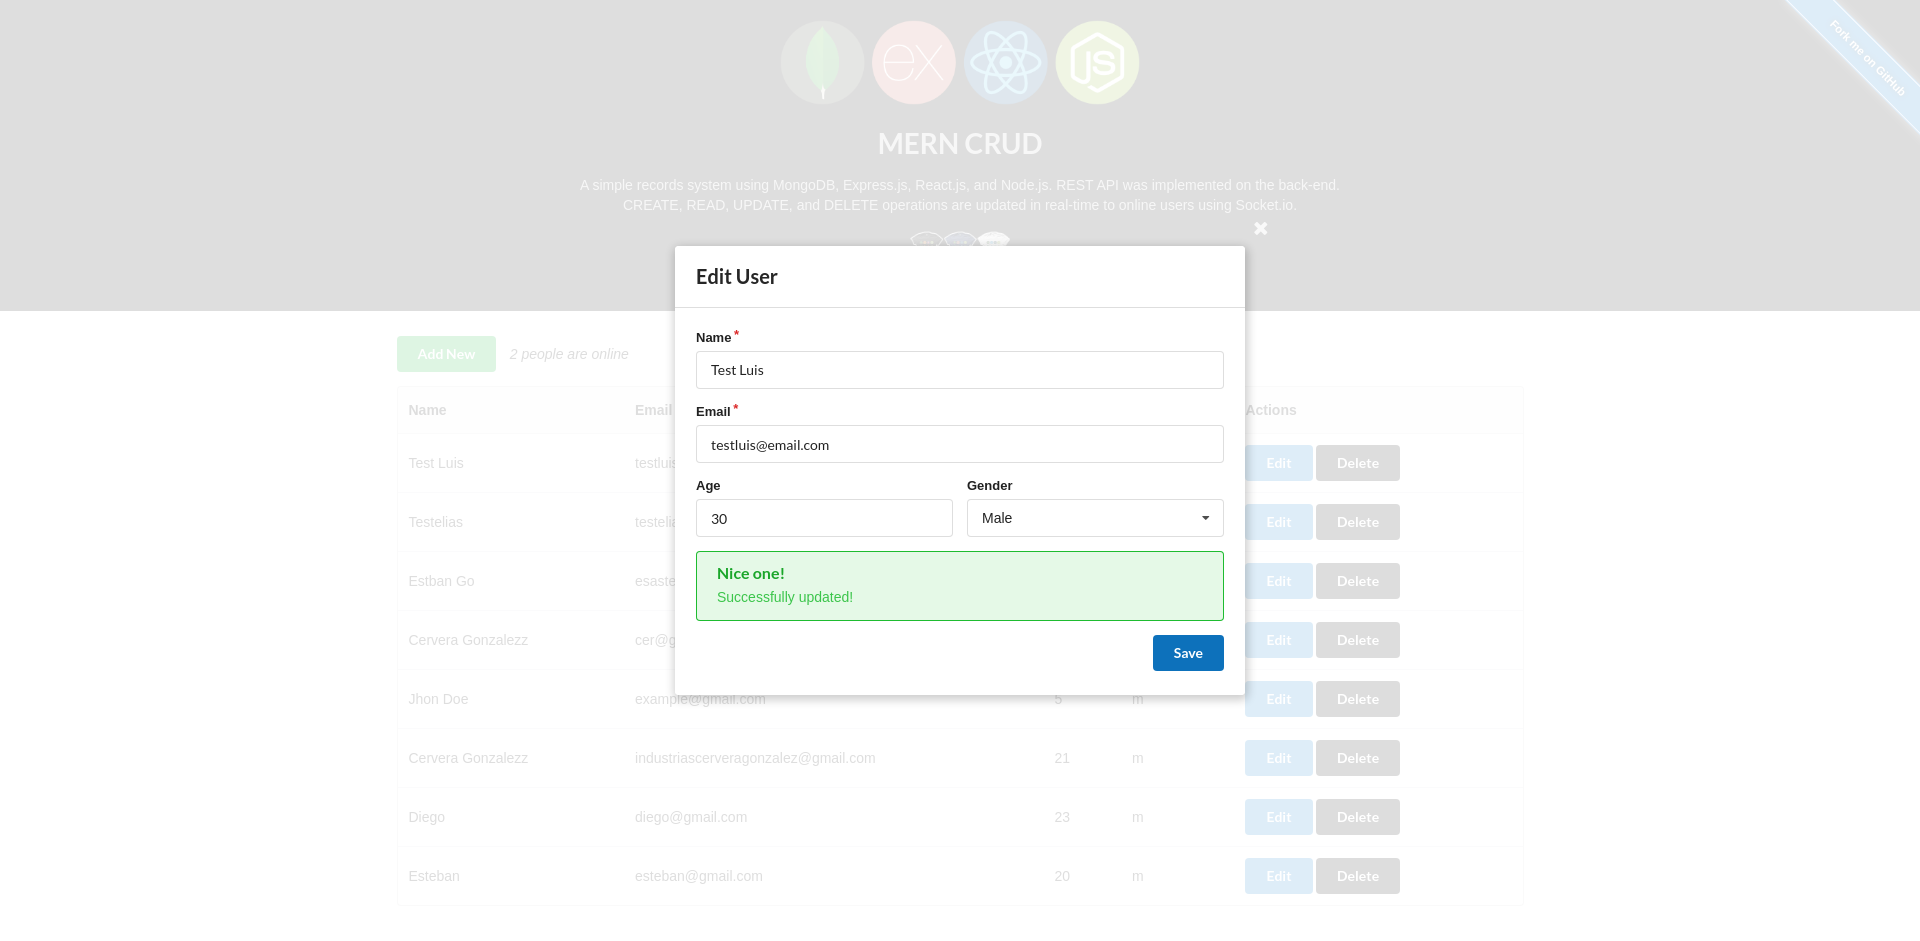 Fork me on GitHub
ex
JS
MERN CRUD
A simple records system using MongoDB, Express.js, React.js, and Node.js. REST API was implemented on the back-end.
CREATE, READ, UPDATE, and DELETE operations are updated in real-time to online users using Socket.io.
Edit User
Name*
Test Luis
Email*
testluis@email.com
Age Gender
30 Male
Nice one!
Successfully updated!
Save
Add New 2 people are online
Name Email Actions
Test Luis testluis Edit Delete
Testelias testelia Edit Delete
Estban Go esaste Edit Delete
Cervera Gonzalezz cer@g Edit Delete
Jhon Doe example@gmail.com 5 m Edit Delete
Cervera Gonzalezz industriascerveragonzalez@gmail.com 21 m Edit Delete
Diego diego@gmail.com 23 m Edit Delete
Esteban esteban@gmail.com 20 m Edit Delete